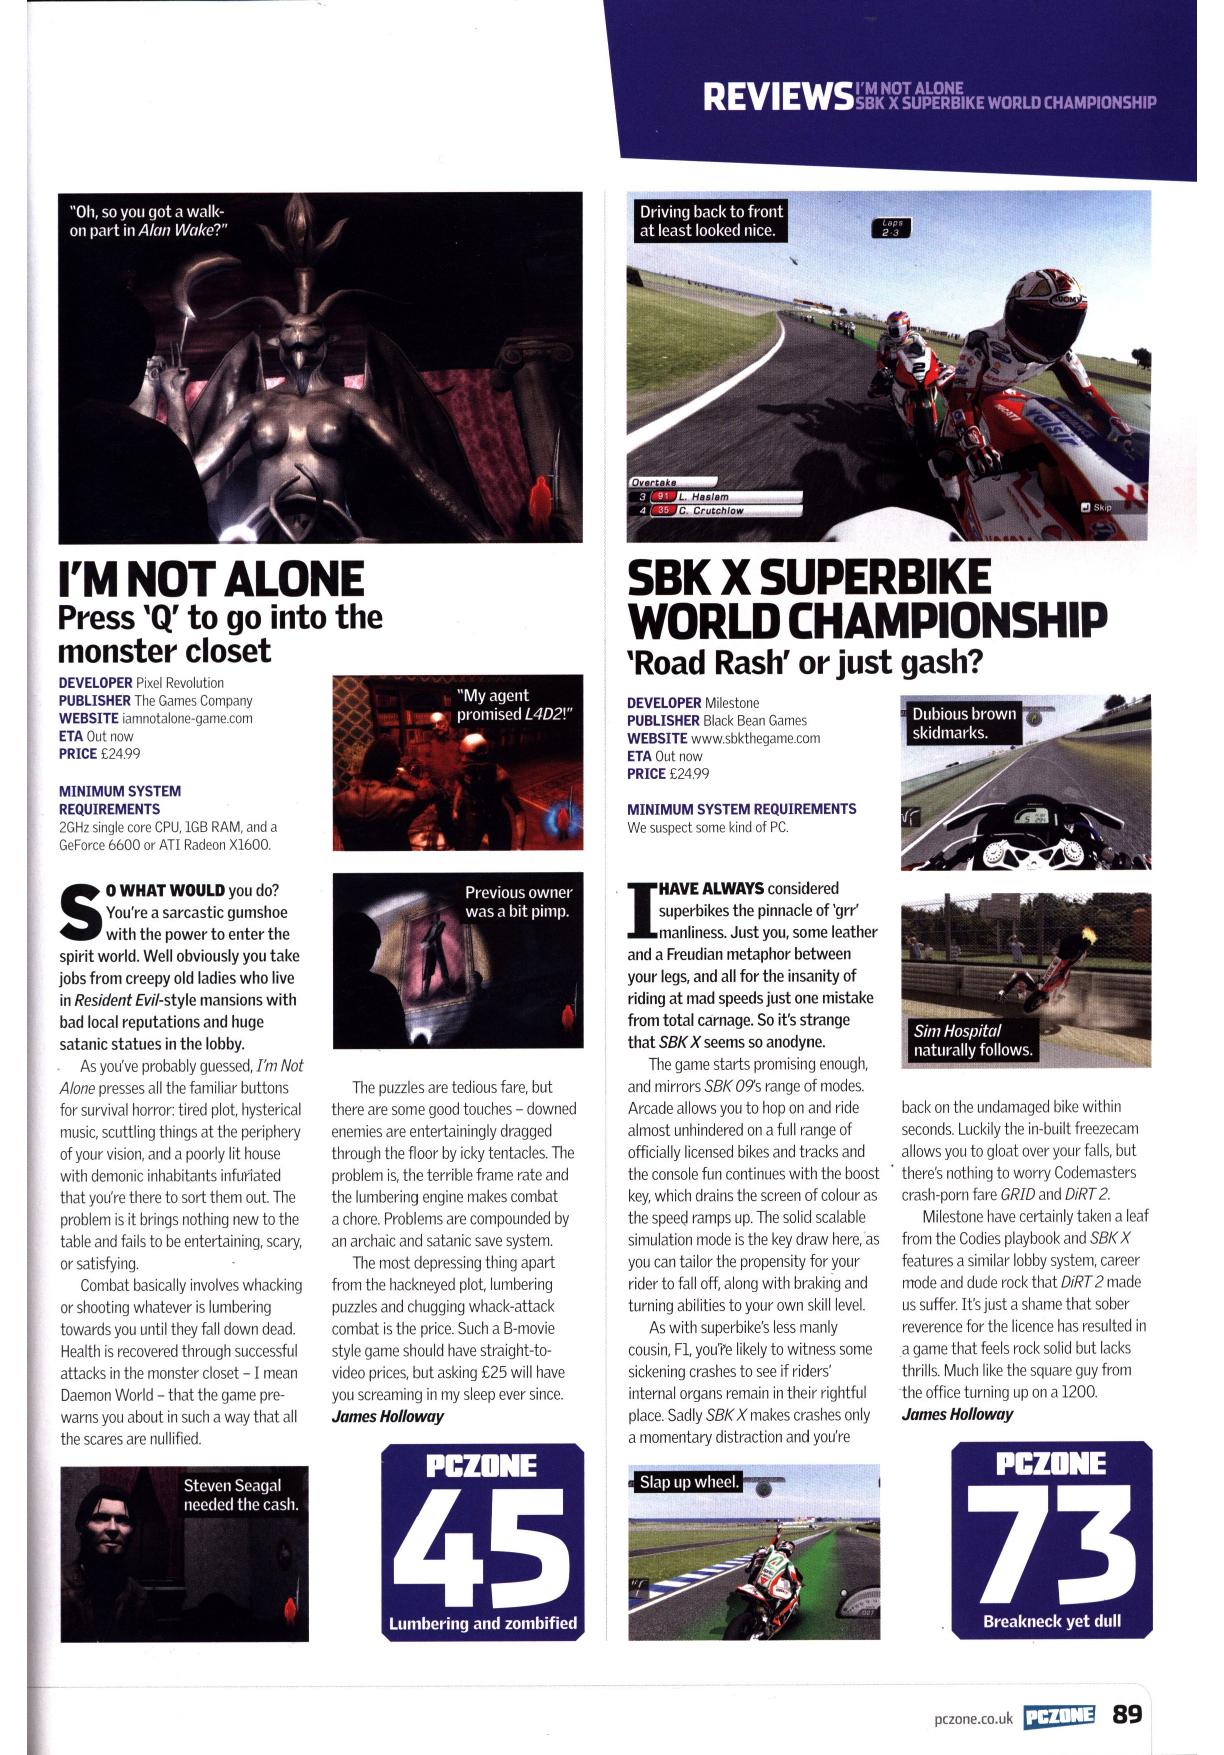 REVIEWS I'M NOT ALONE
SBK X SUPERBIKE WORLD CHAMPIONSHIP
"Oh, so you got a walk-
on part in Alan Wake?"
I'M NOT ALONE
Press 'Q' to go into the
monster closet
DEVELOPER Pixel Revolution
PUBLISHER The Games Company
WEBSITE iamnotalone-game.com
ETA Out now
PRICE £24.99
MINIMUM SYSTEM
REQUIREMENTS
2GHz single core CPU, 1GB RAM, and a
GeForce 6600 or ATI Radeon X1600.
"My agent
promised L4D2!"
Previous owner
was a bit pimp.
SO WHAT WOULD you do?
You're a sarcastic gumshoe
with the power to enter the
spirit world. Well obviously you take
jobs from creepy old ladies who live
in Resident Evil-style mansions with
bad local reputations and huge
satanic statues in the lobby.
As you've probably guessed, I'm Not
Alone presses all the familiar buttons
for survival horror: tired plot, hysterical
music, scuttling things at the periphery
of your vision, and a poorly lit house
with demonic inhabitants infuriated
that you're there to sort them out. The
problem is it brings nothing new to the
table and fails to be entertaining, scary,
or satisfying.
Combat basically involves whacking
or shooting whatever is lumbering
towards you until they fall down dead.
Health is recovered through successful
attacks in the monster closet – I mean
Daemon World – that the game pre-
warns you about in such a way that all
the scares are nullified.
The puzzles are tedious fare, but
there are some good touches – downed
enemies are entertainingly dragged
through the floor by icky tentacles. The
problem is, the terrible frame rate and
the lumbering engine makes combat
a chore. Problems are compounded by
an archaic and satanic save system.
The most depressing thing apart
from the hackneyed plot, lumbering
puzzles and chugging whack-attack
combat is the price. Such a B-movie
style game should have straight-to-
video prices, but asking £25 will have
you screaming in my sleep ever since.
James Holloway
Steven Seagal
needed the cash.
PCZONE
45
Lumbering and zombified
Driving back to front
at least looked nice.
Laps
2-3
SUOMY
2
DUCATI
Overtake
3 91 L. Haslam
4 35 C. Crutchlow
Skip
SBK X SUPERBIKE
WORLD CHAMPIONSHIP
'Road Rash' or just gash?
DEVELOPER Milestone
PUBLISHER Black Bean Games
WEBSITE www.sbkthegame.com
ETA Out now
PRICE £24.99
MINIMUM SYSTEM REQUIREMENTS
We suspect some kind of PC.
Dubious brown
skidmarks.
Sim Hospital
naturally follows.
I HAVE ALWAYS considered
superbikes the pinnacle of 'grr'
manliness. Just you, some leather
and a Freudian metaphor between
your legs, and all for the insanity of
riding at mad speeds just one mistake
from total carnage. So it's strange
that SBK X seems so anodyne.
The game starts promising enough,
and mirrors SBK 09's range of modes.
Arcade allows you to hop on and ride
almost unhindered on a full range of
officially licensed bikes and tracks and
the console fun continues with the boost
key, which drains the screen of colour as
the speed ramps up. The solid scalable
simulation mode is the key draw here, as
you can tailor the propensity for your
rider to fall off, along with braking and
turning abilities to your own skill level.
As with superbike's less manly
cousin, F1, you're likely to witness some
sickening crashes to see if riders'
internal organs remain in their rightful
place. Sadly SBK X makes crashes only
a momentary distraction and you're
back on the undamaged bike within
seconds. Luckily the in-built freezecam
allows you to gloat over your falls, but
there's nothing to worry Codemasters
crash-porn fare GRID and DiRT 2.
Milestone have certainly taken a leaf
from the Codies playbook and SBK X
features a similar lobby system, career
mode and dude rock that DiRT 2 made
us suffer. It's just a shame that sober
reverence for the licence has resulted in
a game that feels rock solid but lacks
thrills. Much like the square guy from
the office turning up on a 1200.
James Holloway
Slap up wheel.
PCZONE
73
Breakneck yet dull
pczone.co.uk PCZONE 89